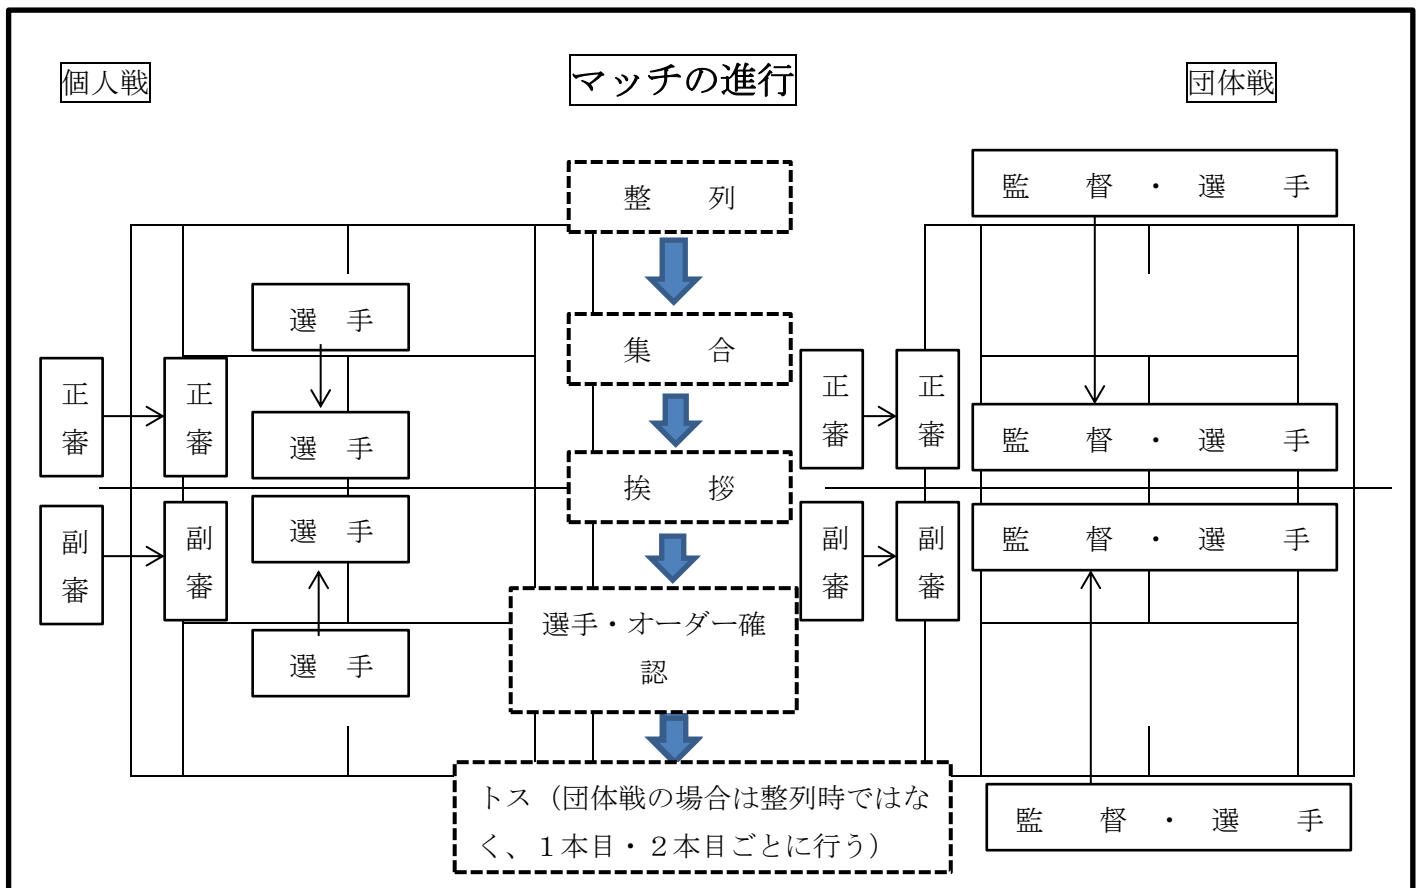 個人戦
マッチの進行
団体戦
整　列
集　合
挨　拶
選手・オーダー確
認
トス（団体戦の場合は整列時ではな
く、１本目・２本目ごとに行う）
選　手
選　手
選　手
選　手
正
審
正
審
副
審
副
審
監　督・選　手
正
審
正
審
監　督・選　手
副
審
副
審
監　督・選　手
監　督・選　手